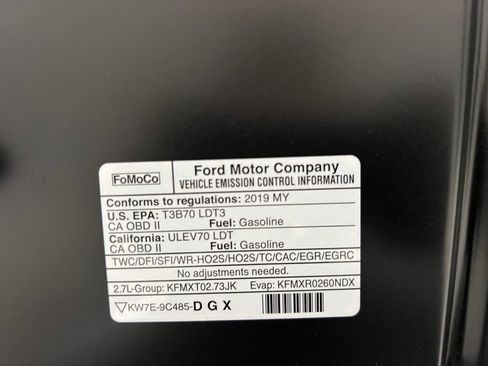 FoMoCo
Ford Motor Company
VEHICLE EMISSION CONTROL INFORMATION
Conforms to regulations: 2019 MY
U.S. EPA: T3B70 LDT3
CA OBD II Fuel: Gasoline
California: ULEV70 LDT
CA OBD II Fuel: Gasoline
TWC/DFI/SFI/WR-HO2S/HO2S/TC/CAC/EGR/EGRC
No adjustments needed.
2.7L-Group: KFMXT02.73JK Evap: KFMXR0260NDX
KW7E-9C485-D G X